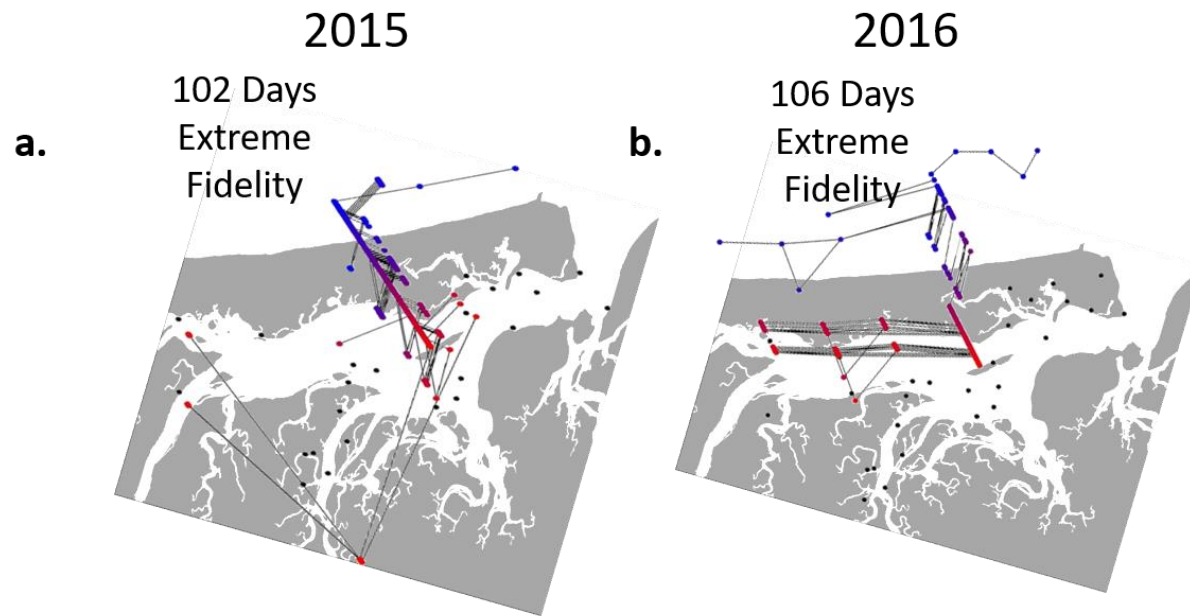 2015
2016
102 Days
Extreme
Fidelity
106 Days
Extreme
Fidelity
a.
b.